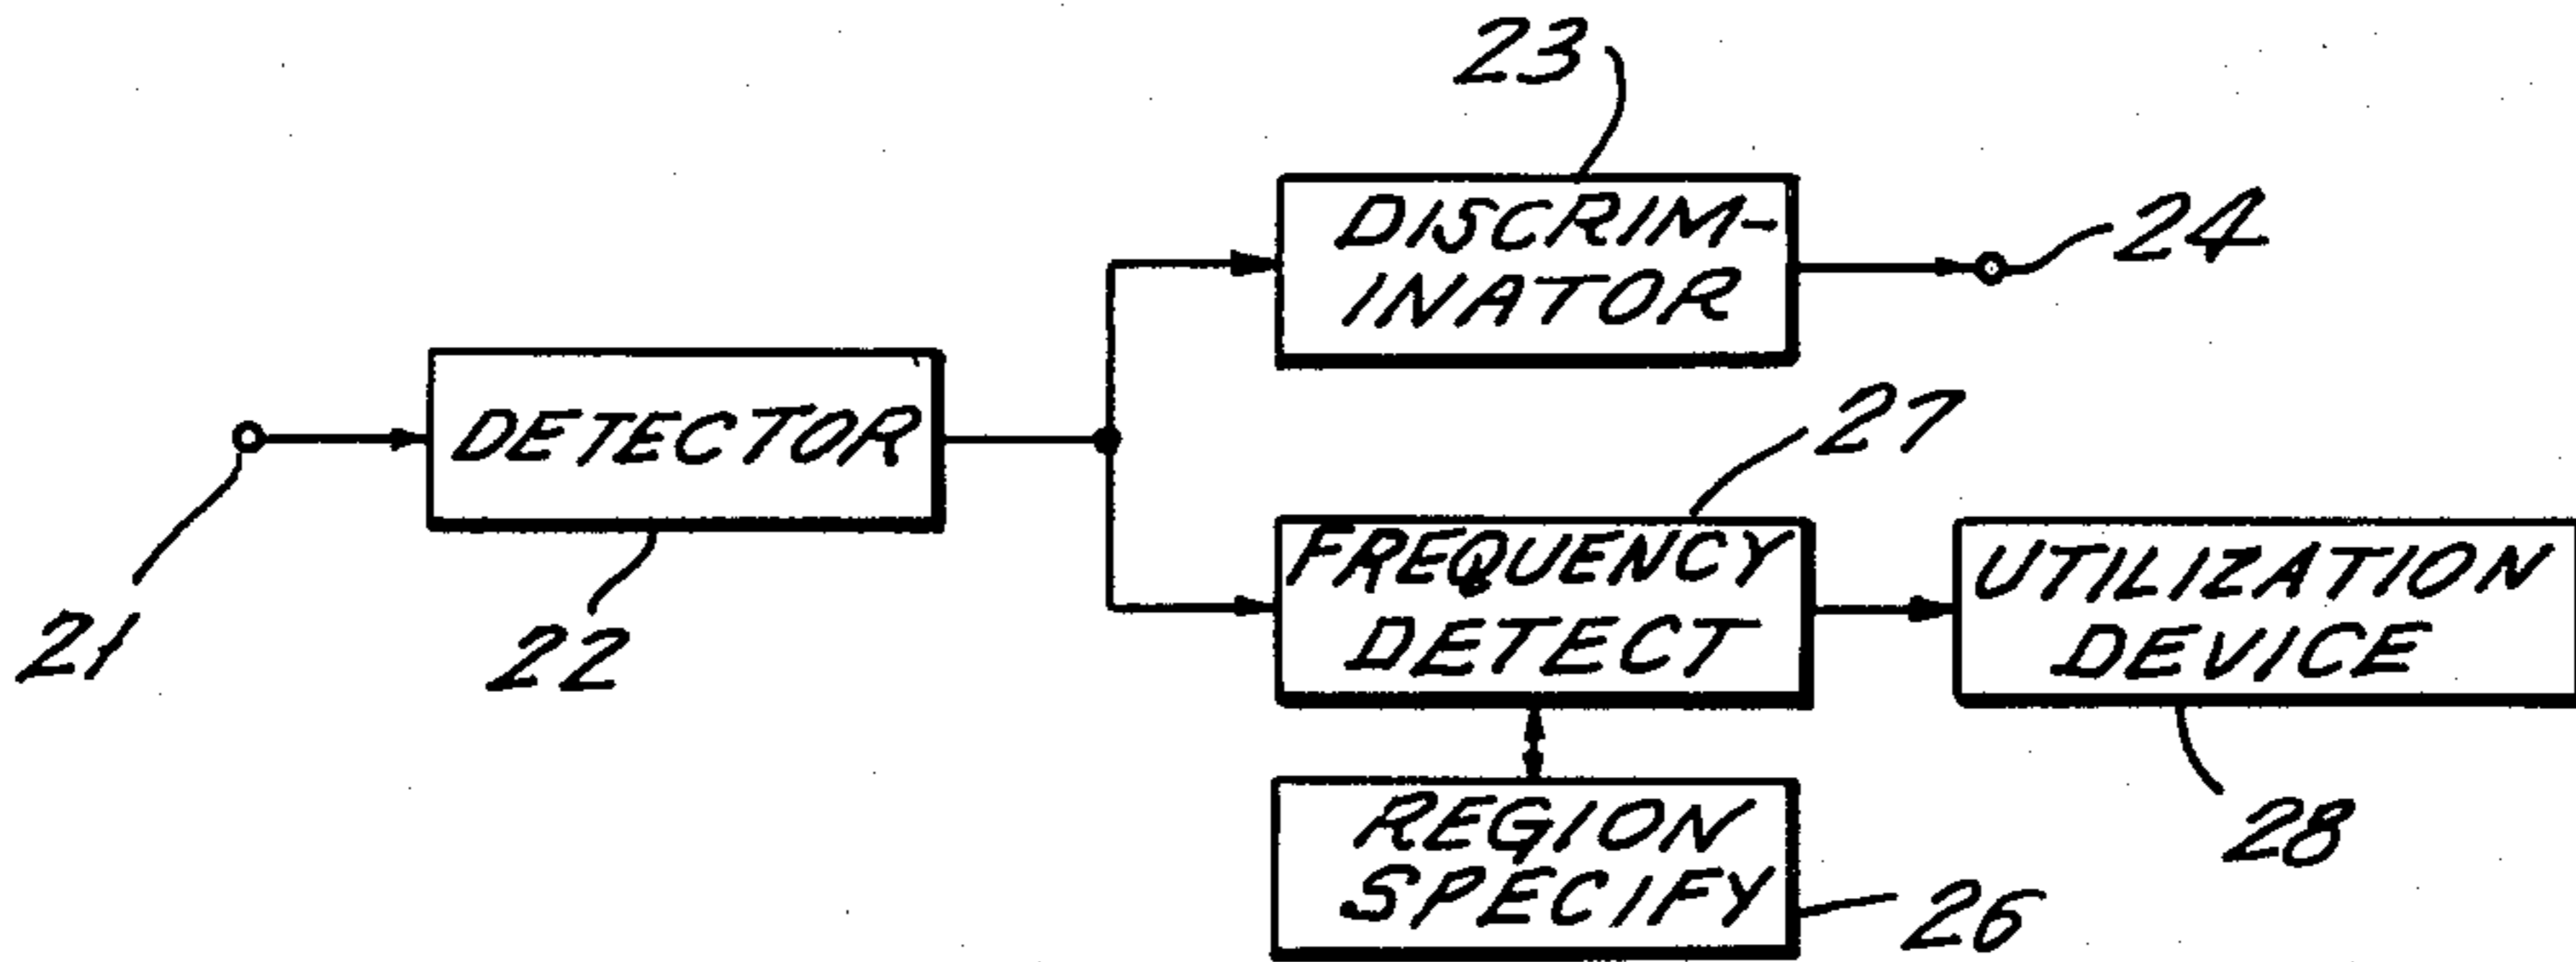 23
DISCRIM-
INATOR
24
DETECTOR
21
22
27
FREQUENCY
DETECT
UTILIZATION
DEVICE
28
REGION
SPECIFY
26